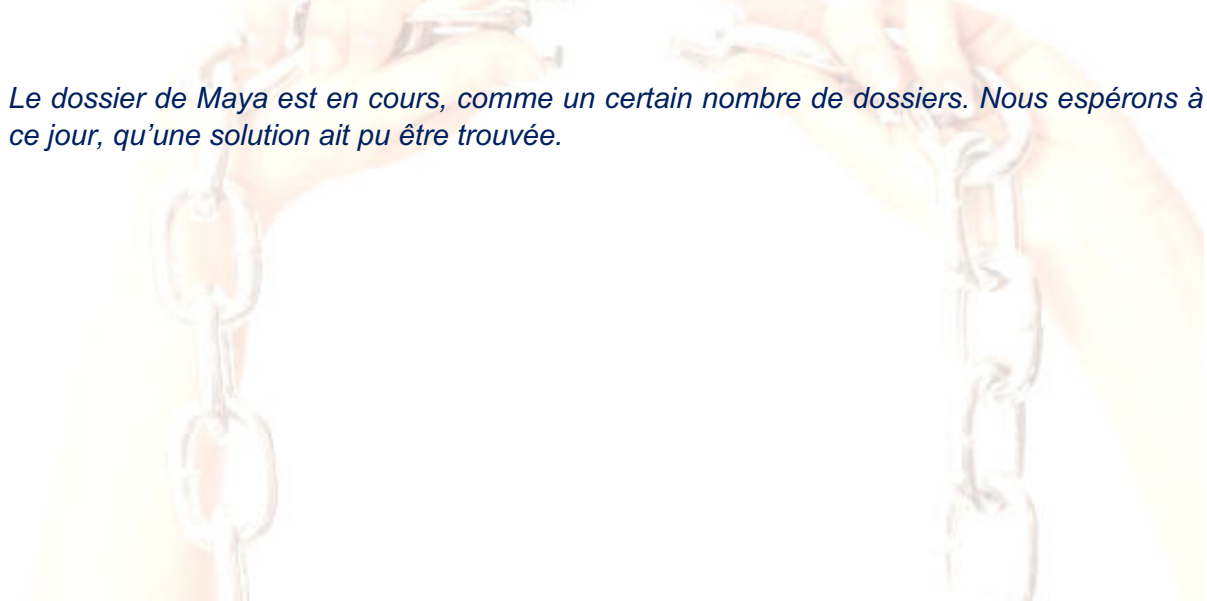 Le dossier de Maya est en cours, comme un certain nombre de dossiers. Nous espérons à
ce jour, qu’une solution ait pu être trouvée.